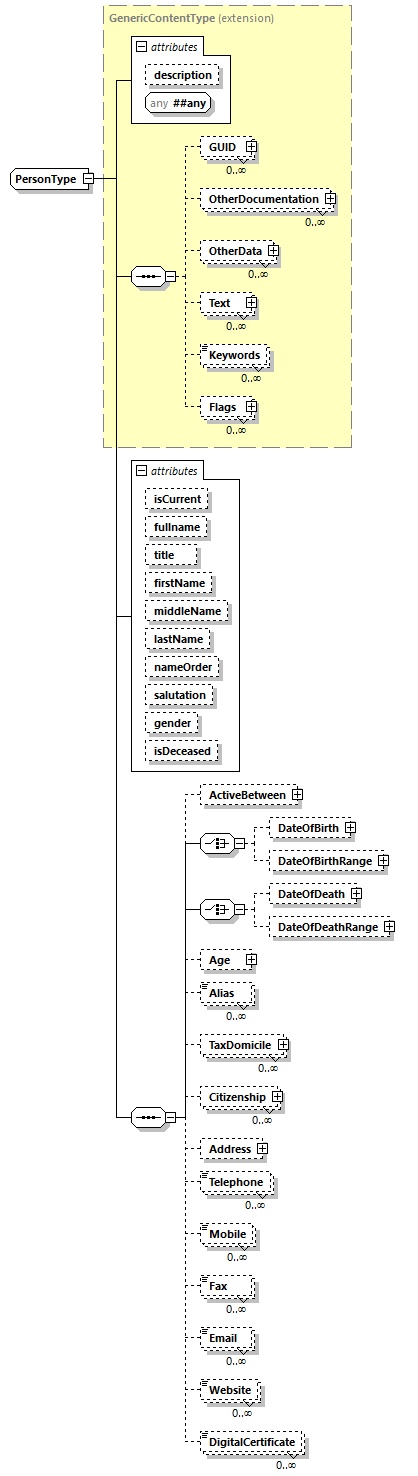 GenericContentType (extension)
attributes
description
any ##any
PersonType
GUID
0..∞
OtherDocumentation
0..∞
OtherData
0..∞
Text
0..∞
Keywords
0..∞
Flags
0..∞
attributes
isCurrent
fullname
title
firstName
middleName
lastName
nameOrder
salutation
gender
isDeceased
ActiveBetween
DateOfBirth
DateOfBirthRange
DateOfDeath
DateOfDeathRange
Age
Alias
0..∞
TaxDomicile
0..∞
Citizenship
0..∞
Address
Telephone
0..∞
Mobile
0..∞
Fax
0..∞
Email
0..∞
Website
0..∞
DigitalCertificate
0..∞